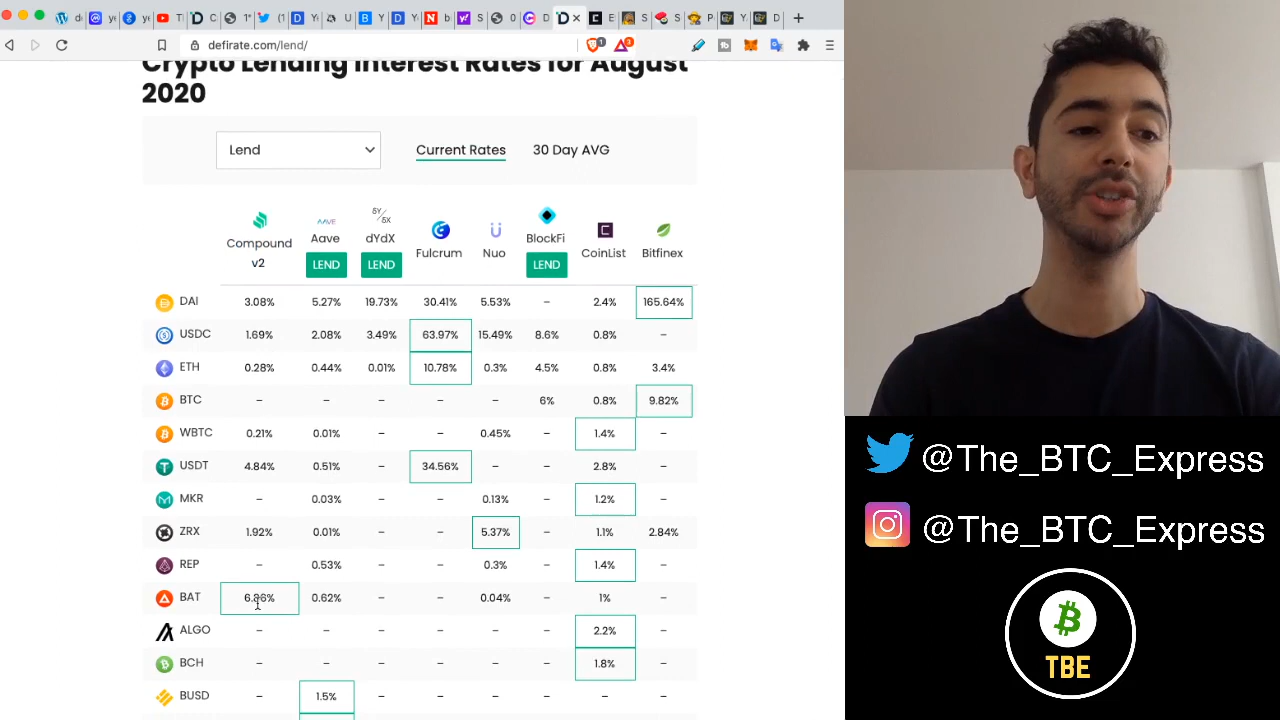 defirate.com/lend/
Crypto Lending Interest Rates for August
2020
Lend Current Rates 30 Day AVG
Compound v2 Aave dYdX Fulcrum Nuo BlockFi CoinList Bitfinex
LEND LEND LEND
DAI 3.08% 5.27% 19.73% 30.41% 5.53% – 2.4% 165.64%
USDC 1.69% 2.08% 3.49% 63.97% 15.49% 8.6% 0.8% –
ETH 0.28% 0.44% 0.01% 10.78% 0.3% 4.5% 0.8% 3.4%
BTC – – – – – 6% 0.8% 9.82%
WBTC 0.21% 0.01% – – 0.45% – 1.4% –
USDT 4.84% 0.51% – 34.56% – – 2.8% –
MKR – 0.03% – – 0.13% – 1.2% –
ZRX 1.92% 0.01% – – 5.37% – 1.1% 2.84%
REP – 0.53% – – 0.3% – 1.4% –
BAT 0.62% – – 0.04% – 1% –
ALGO – – – – – – 2.2% –
BCH – – – – – – 1.8% –
BUSD – 1.5% – – – – – –
@The_BTC_Express
@The_BTC_Express
TBE